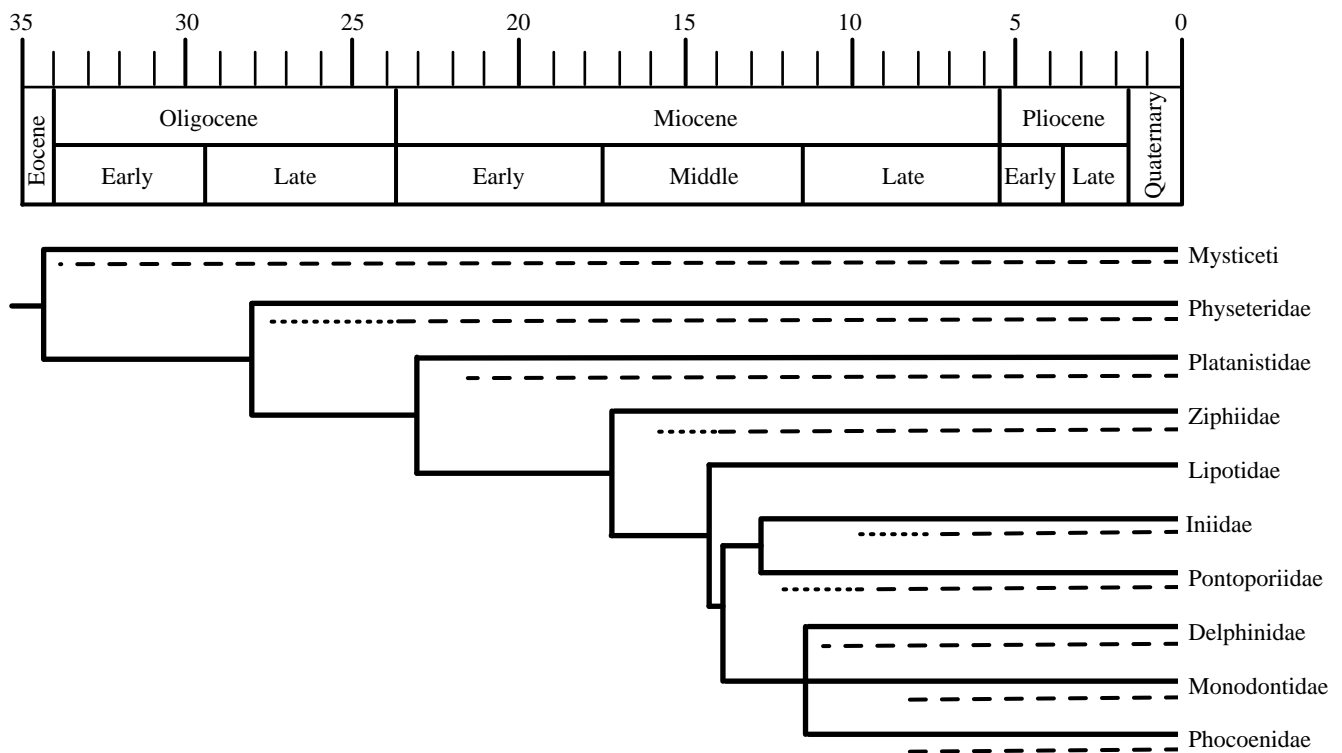 35 30 25 20 15 10 5 0
Eocene
Oligocene Miocene Pliocene
Quaternary
Early Late Early Middle Late Early Late
Mysticeti
Physeteridae
Platanistidae
Ziphiidae
Lipotidae
Iniidae
Pontoporiidae
Delphinidae
Monodontidae
Phocoenidae